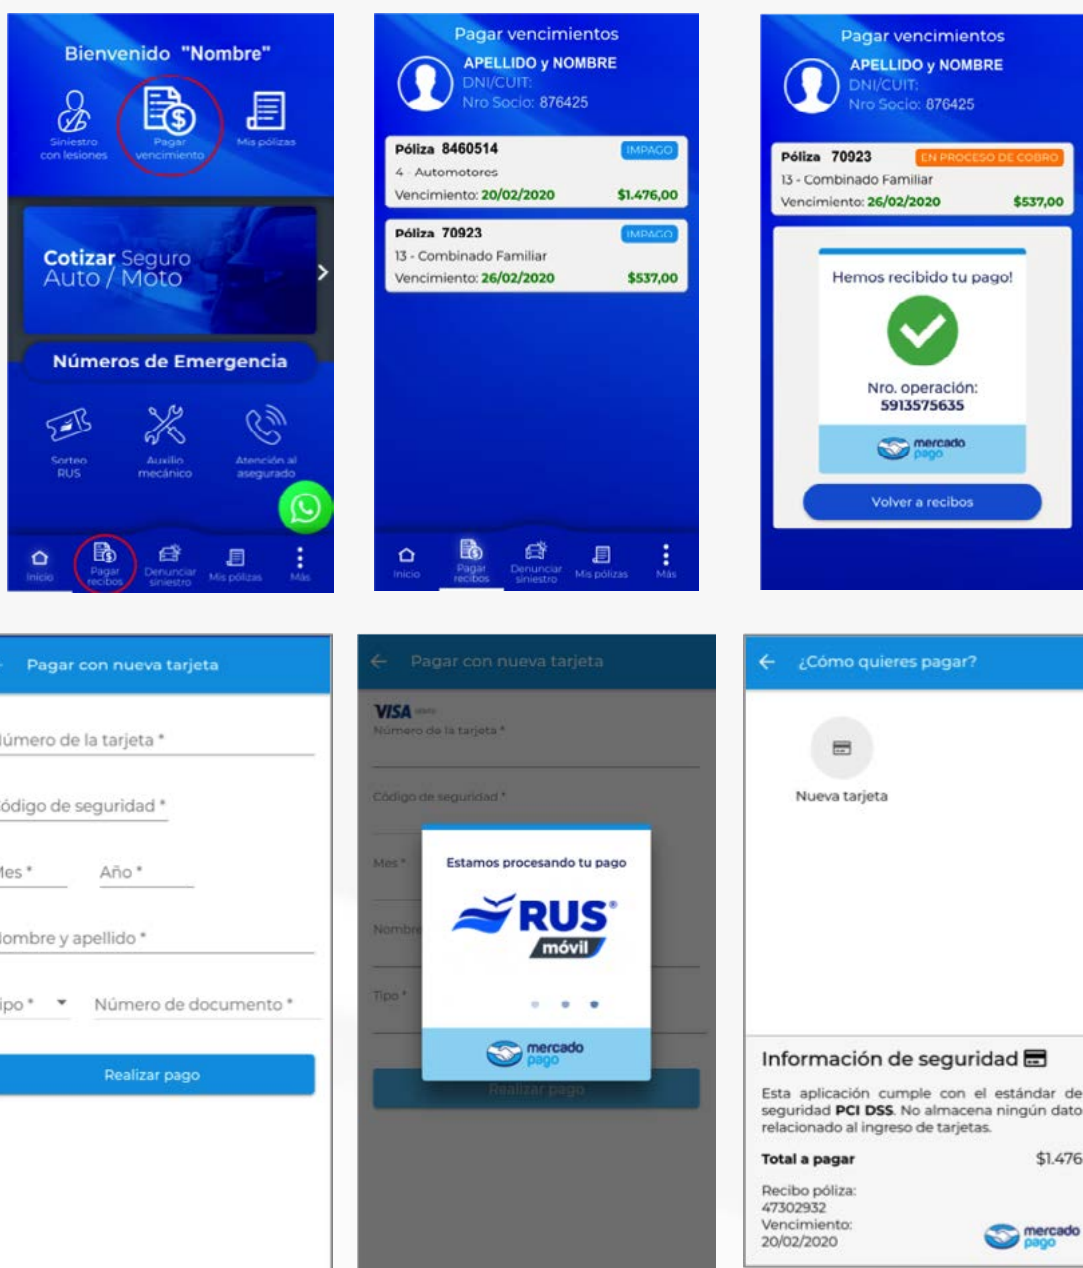 Bienvenido "Nombre"
Siniestro
con lesiones
Pagar
vencimiento
Mis pólizas
Cotizar Seguro
Auto / Moto
Números de Emergencia
Sorteo
RUS
Auxilio
mecánico
Atención al
asegurado
Inicio
Pagar
recibos
Denunciar
siniestro
Mis pólizas
Más
Pagar vencimientos
APELLIDO y NOMBRE
DNI/CUIT:
Nro Socio: 876425
Póliza 8460514 IMPAGO
4 - Automotores
Vencimiento: 20/02/2020 $1.476,00
Póliza 70923 IMPAGO
13 - Combinado Familiar
Vencimiento: 26/02/2020 $537,00
Inicio
Pagar
recibos
Denunciar
siniestro
Mis pólizas
Más
Pagar vencimientos
APELLIDO y NOMBRE
DNI/CUIT:
Nro Socio: 876425
Póliza 70923 EN PROCESO DE COBRO
13 - Combinado Familiar
Vencimiento: 26/02/2020 $537,00
Hemos recibido tu pago!
Nro. operación:
5913575635
mercado
pago
Volver a recibos
Pagar con nueva tarjeta
úmero de la tarjeta *
ódigo de seguridad *
Mes * Año *
ombre y apellido *
ipo * Número de documento *
Realizar pago
Pagar con nueva tarjeta
VISA
Número de la tarjeta *
Código de seguridad *
Mes *
Nombre
Tipo *
Estamos procesando tu pago
RUS®
móvil
mercado
pago
Realizar pago
¿Cómo quieres pagar?
Nueva tarjeta
Información de seguridad
Esta aplicación cumple con el estándar de
seguridad PCI DSS. No almacena ningún dato
relacionado al ingreso de tarjetas.
Total a pagar $1.476
Recibo póliza:
47302932
Vencimiento:
20/02/2020
mercado
pago